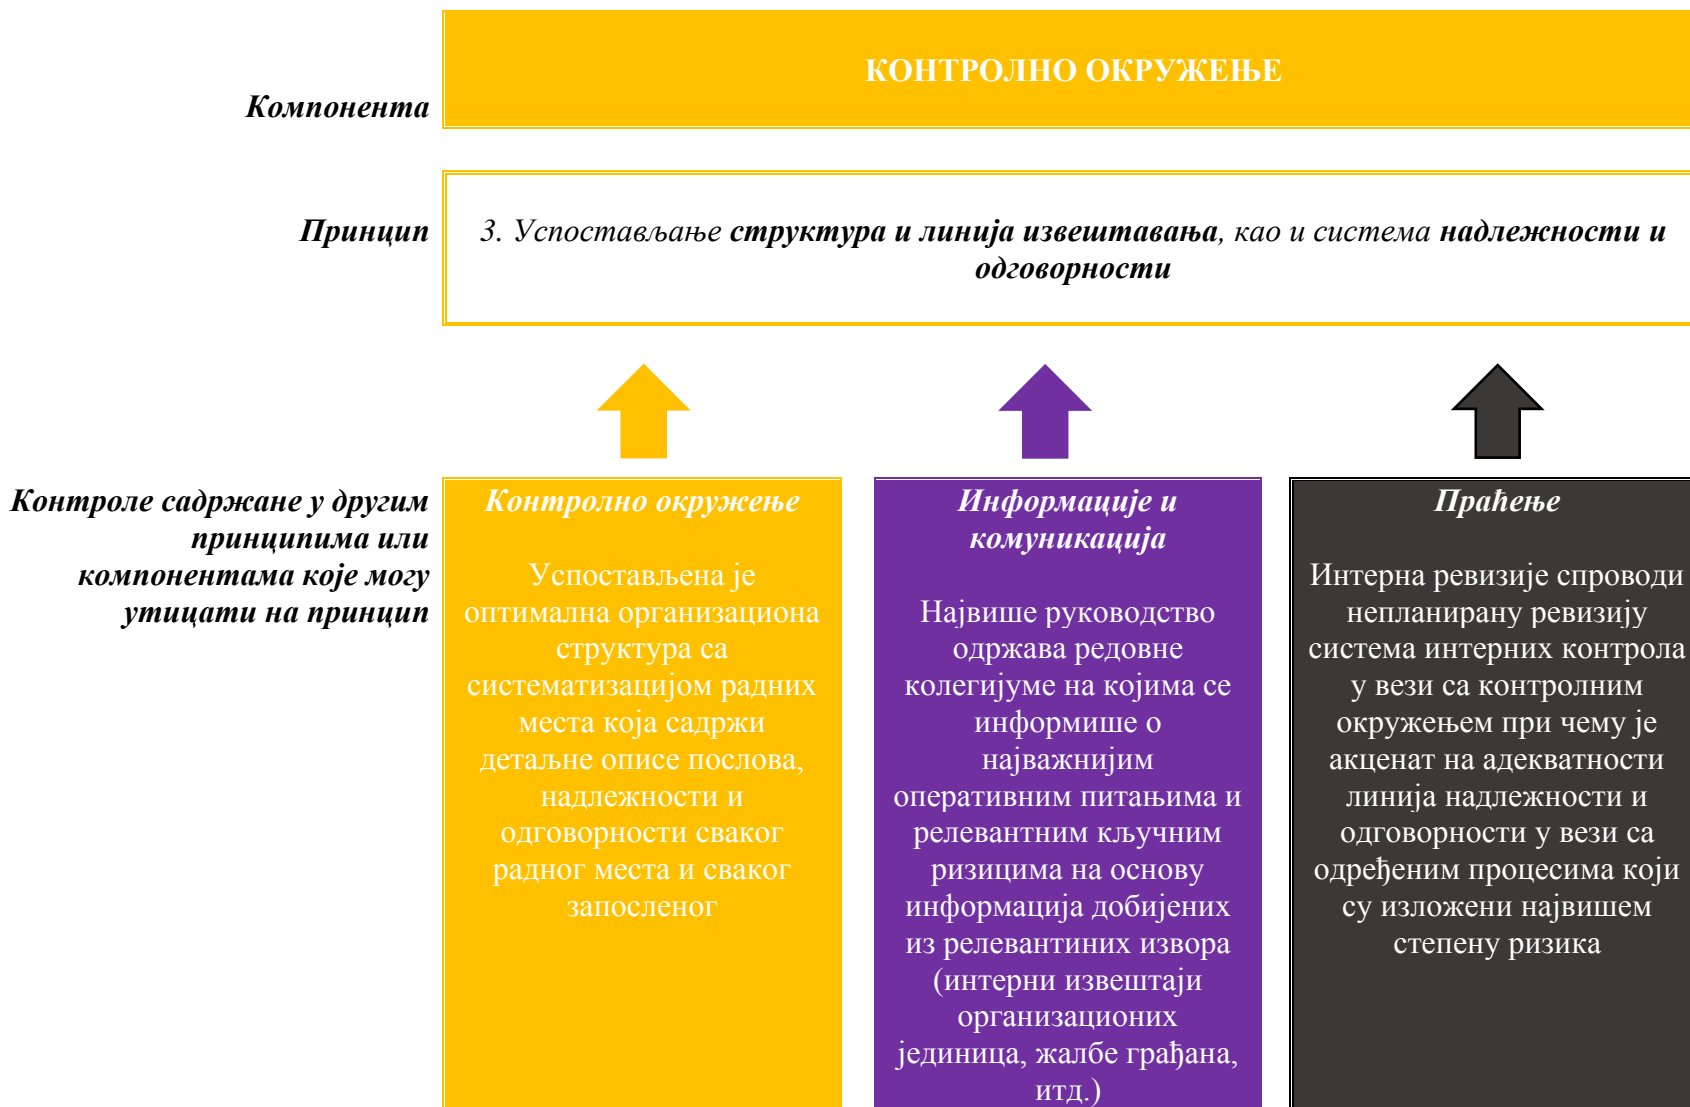 КОНТРОЛНО ОКРУЖЕЊЕ
Компонента
Принцип
3. Успостављање структура и линија извештавања, као и система надлежности и
одговорности
Контроле садржане у другим
принципима или
компонентама које могу
утицати на принцип
Контролно окружење
Успостављена је
оптимална организациона
структура са
систематизацијом радних
места која садржи
детаљне описе послова,
надлежности и
одговорности сваког
радног места и сваког
запосленог
Информације и
комуникација
Највише руководство
одржава редовне
колегијуме на којима се
информише о
најважнијим
оперативним питањима и
релевантним кључним
ризицима на основу
информација добијених
из релевантиних извора
(интерни извештаји
организационих
јединица, жалбе грађана,
итд.)
Праћење
Интерна ревизије спроводи
непланирану ревизију
система интерних контрола
у вези са контролним
окружењем при чему је
акценат на адекватности
линија надлежности и
одговорности у вези са
одређеним процесима који
су изложени највишем
степену ризика